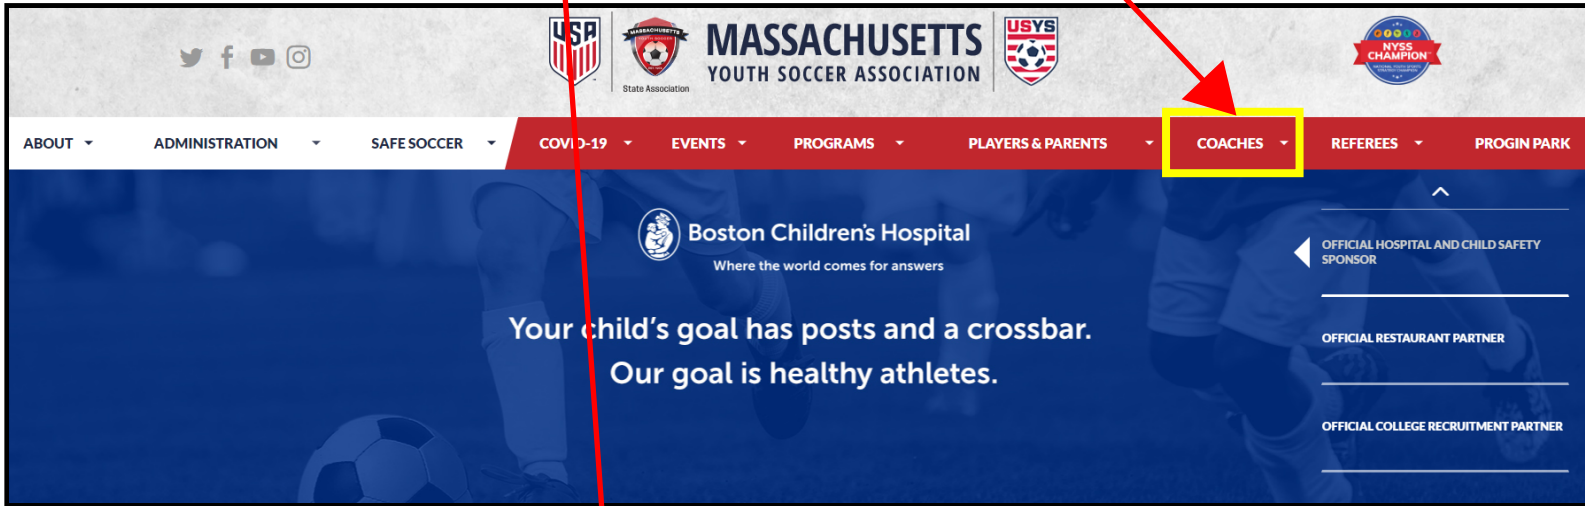 USA
MASSACHUSETTS
YOUTH SOCCER
State Association
MASSACHUSETTS
YOUTH SOCCER ASSOCIATION
USYS
NYSS
CHAMPION
ABOUT
ADMINISTRATION
SAFE SOCCER
COVID-19
EVENTS
PROGRAMS
PLAYERS & PARENTS
COACHES
REFEREES
PROGIN PARK
Boston Children's Hospital
Where the world comes for answers
Your child's goal has posts and a crossbar.
Our goal is healthy athletes.
OFFICIAL HOSPITAL AND CHILD SAFETY
SPONSOR
OFFICIAL RESTAURANT PARTNER
OFFICIAL COLLEGE RECRUITMENT PARTNER